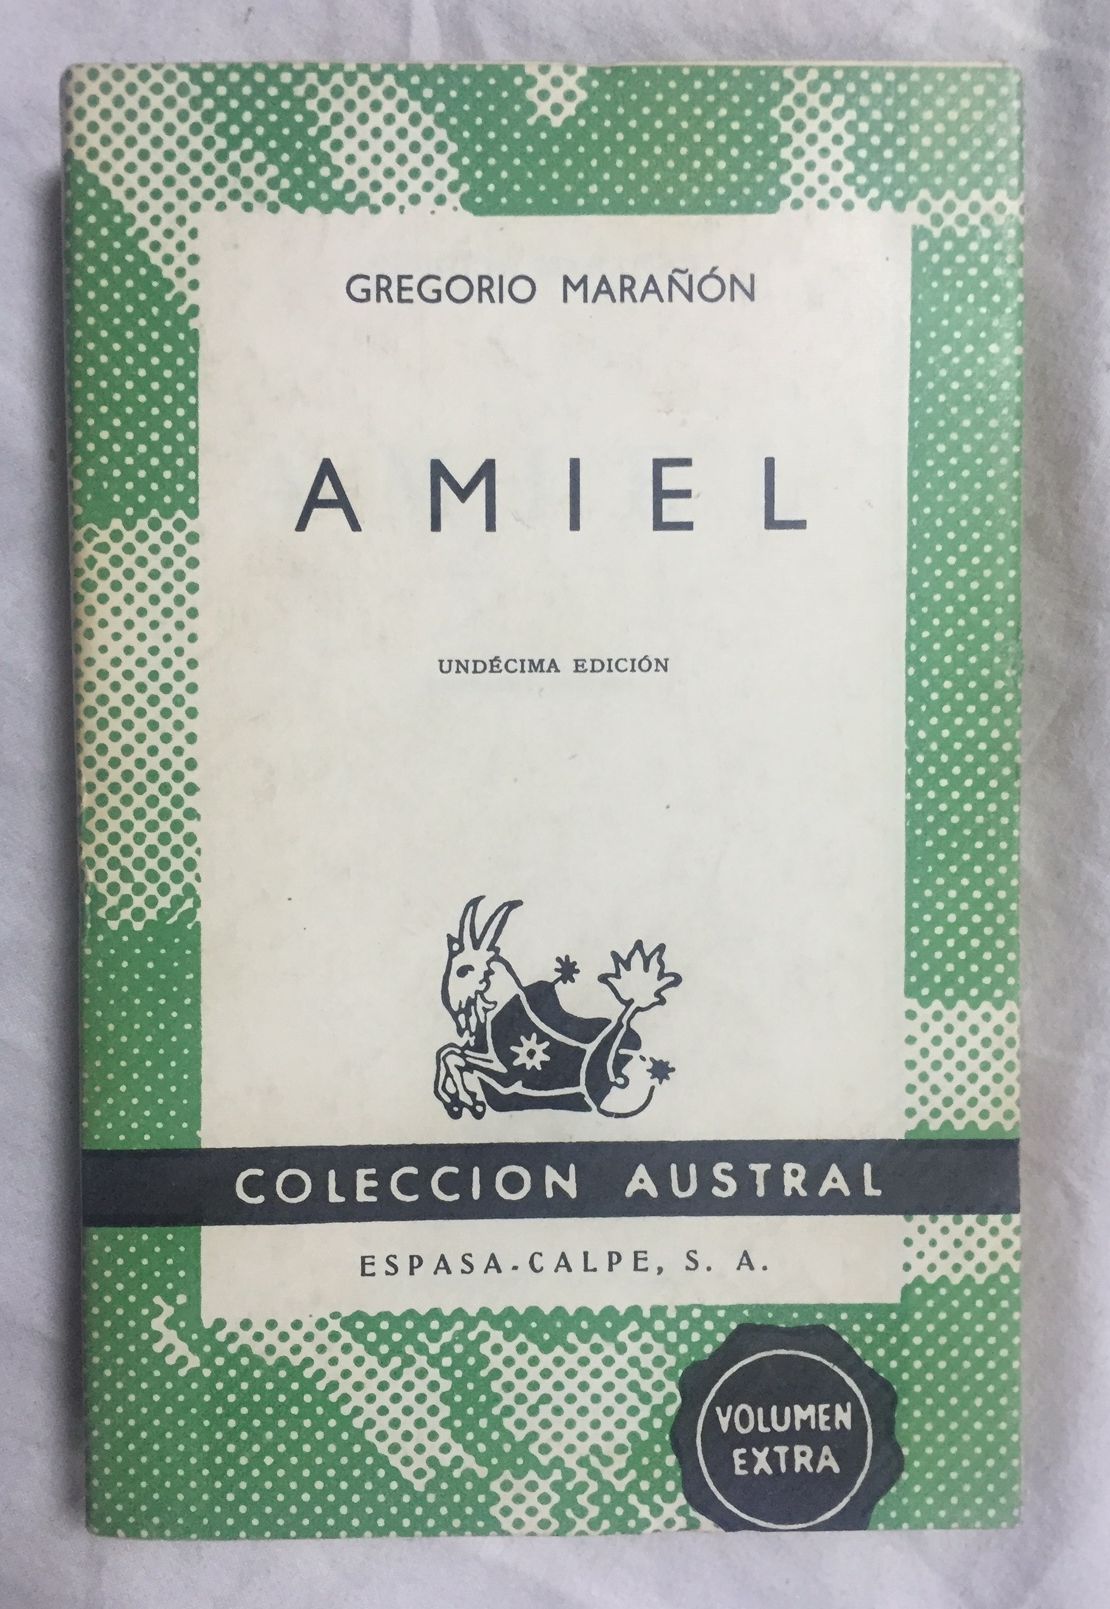 GREGORIO MARAÑÓN
AMIEL
UNDÉCIMA EDICIÓN
COLECCION AUSTRAL
ESPASA-CALPE, S. A.
VOLUMEN
EXTRA